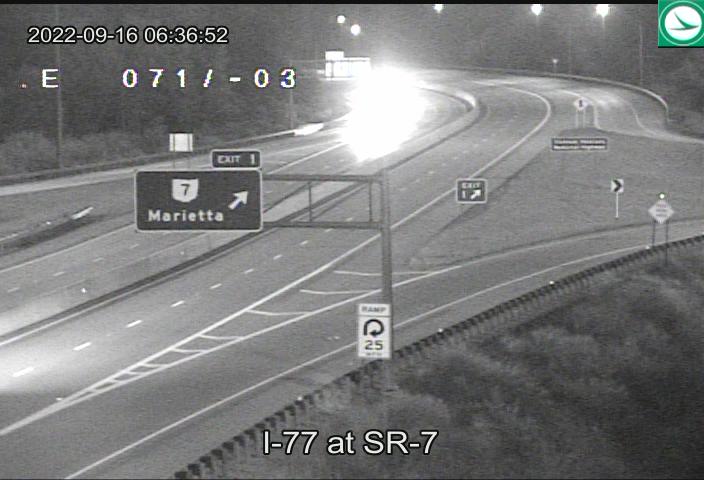 2022-09-16 06:36:52
. E 071/-03
EXIT 1
7
Marietta
EXIT
1
RAMP
25
MPH
I-77 at SR-7